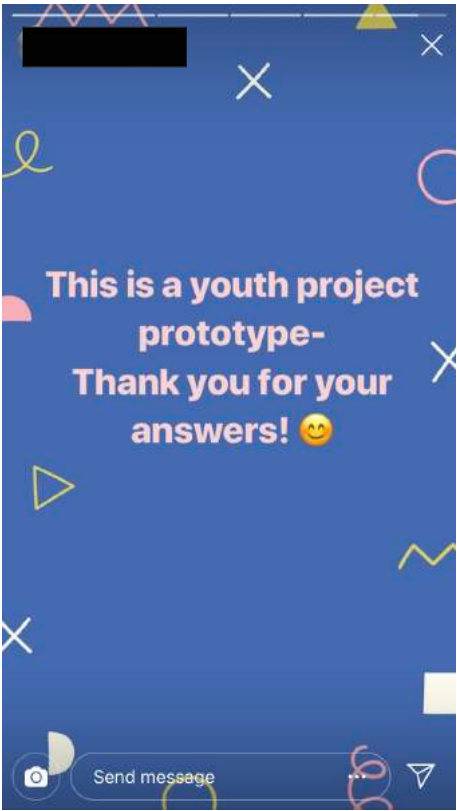 This is a youth project
prototype-
Thank you for your
answers! 😊
Send message